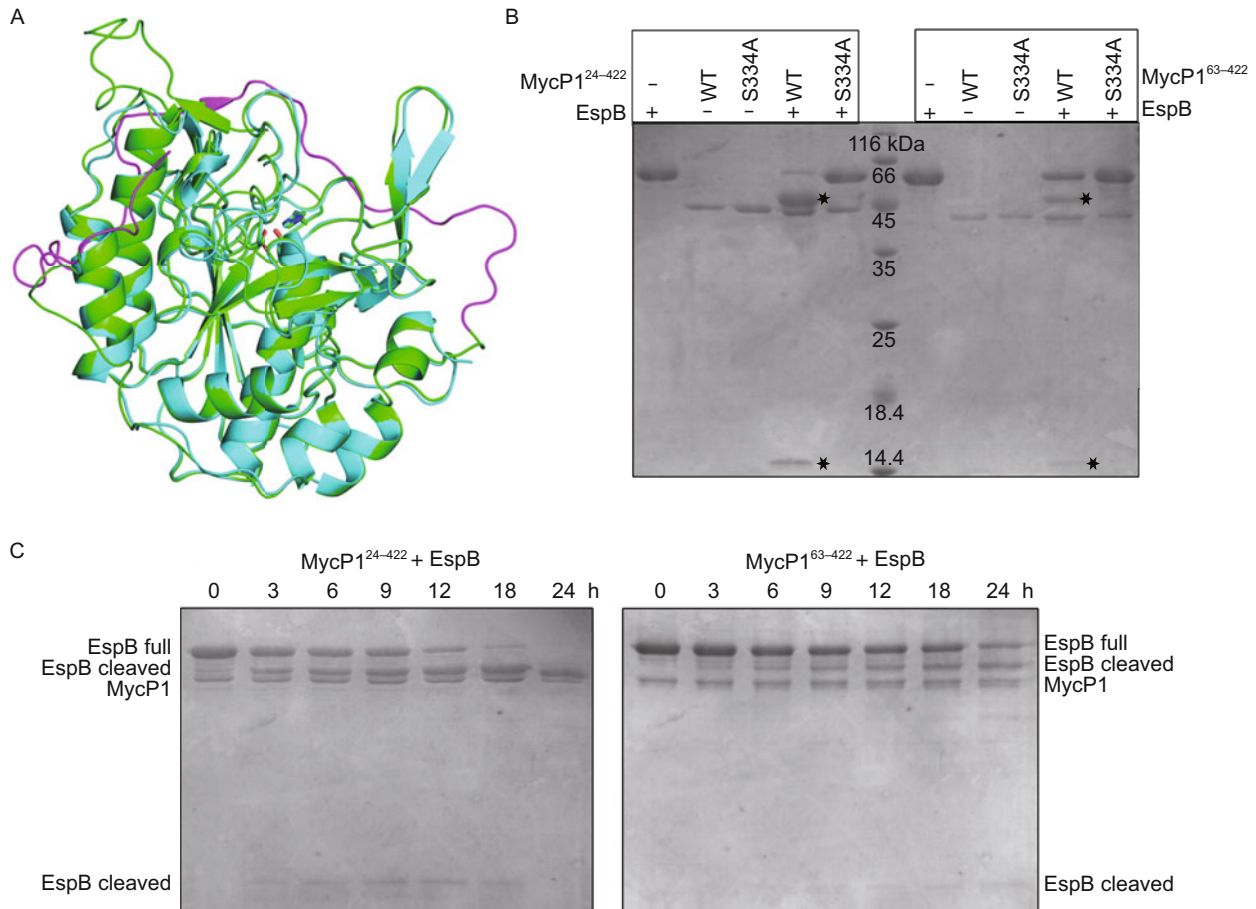 A
B
MycP1²⁴⁻⁴²² – WT S334A WT S334A
EspB + – – + +
– WT S334A WT S334A MycP1⁶³⁻⁴²²
+ – – + + EspB
116 kDa
66
45
35
25
18.4
14.4
C
MycP1²⁴⁻⁴²² + EspB
0 3 6 9 12 18 24 h
EspB full
EspB cleaved
MycP1
EspB cleaved
MycP1⁶³⁻⁴²² + EspB
0 3 6 9 12 18 24 h
EspB full
EspB cleaved
MycP1
EspB cleaved